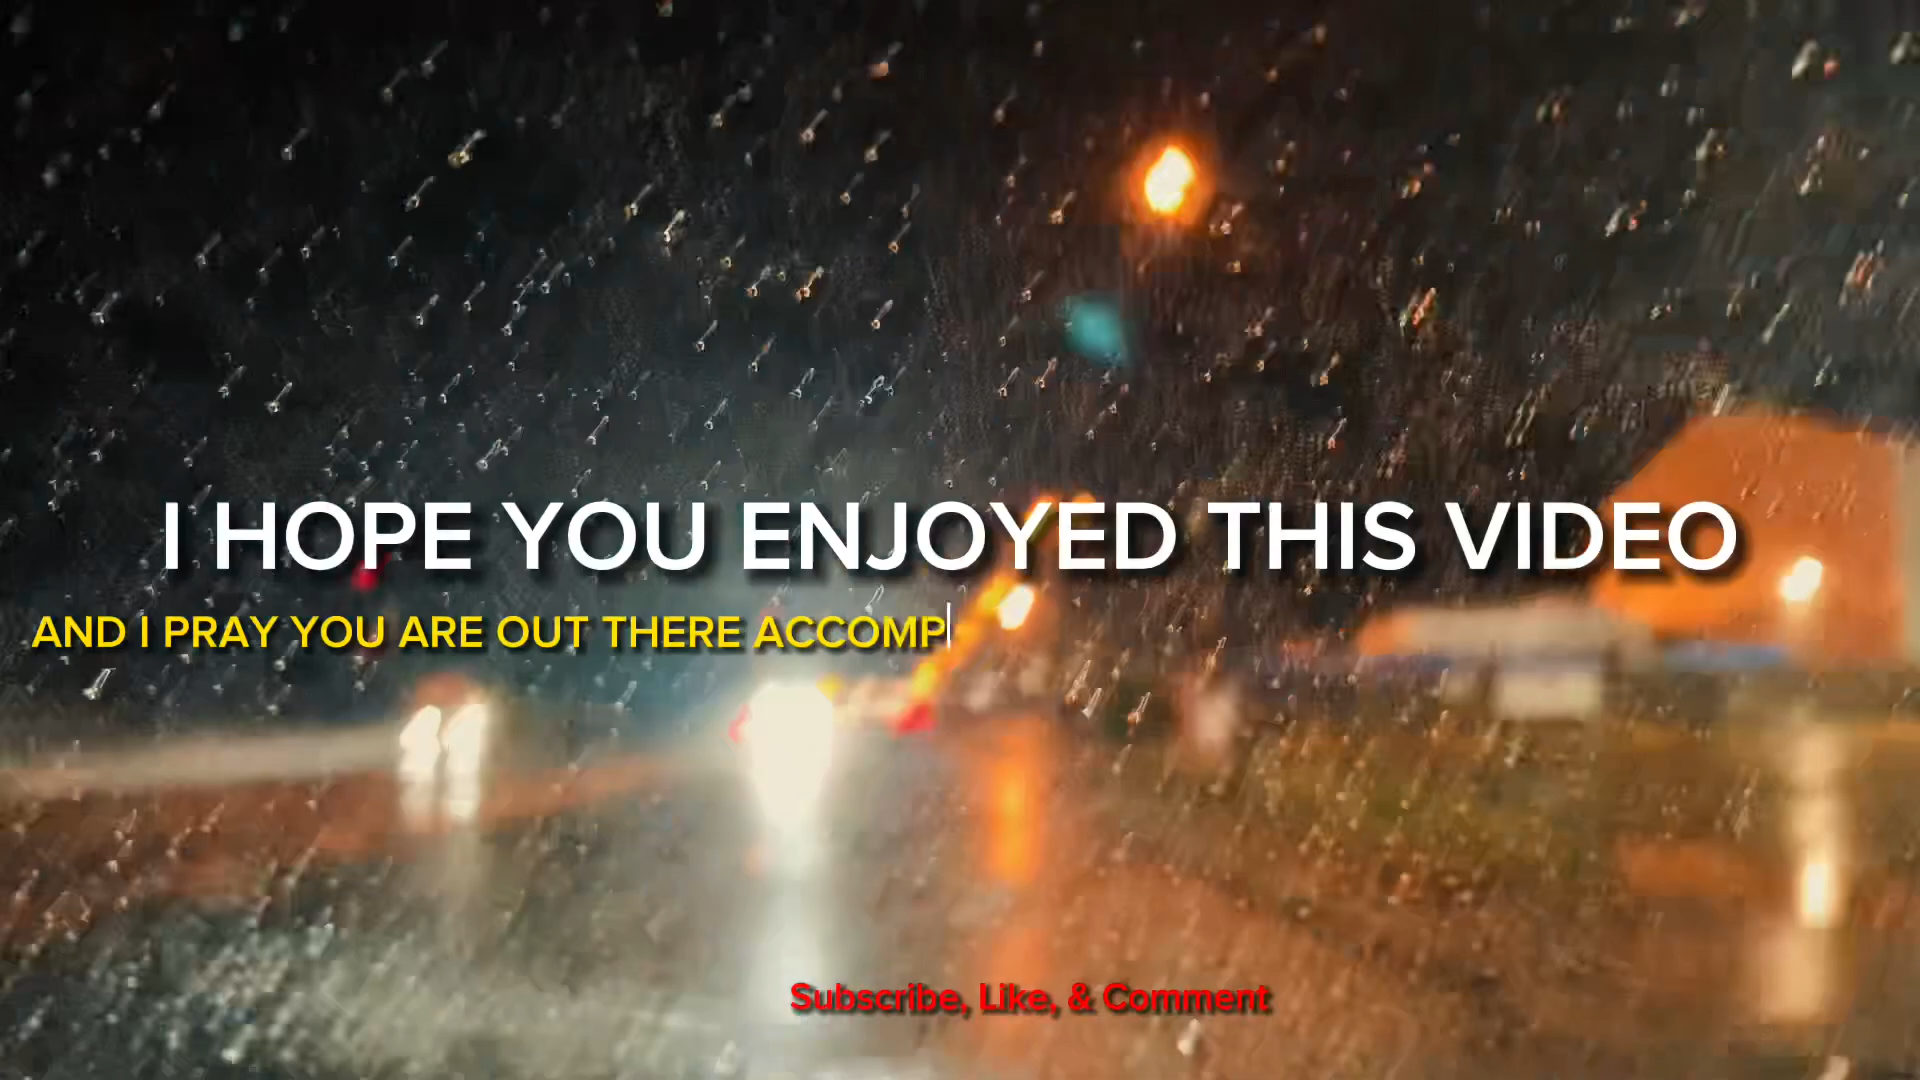 I HOPE YOU ENJOYED THIS VIDEO
AND I PRAY YOU ARE OUT THERE ACCOMP
Subscribe, Like, & Comment